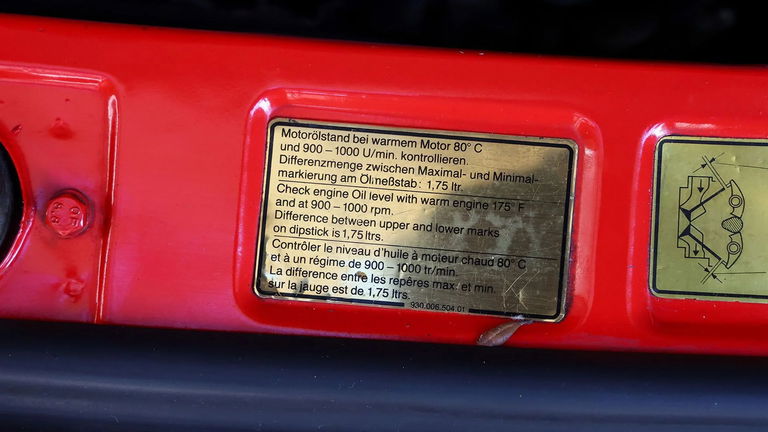 Motorölstand bei warmem Motor 80° C
und 900 – 1000 U/min. kontrollieren.
Differenzmenge zwischen Maximal- und Minimal-
markierung am Ölmeßstab: 1,75 ltr.
Check engine Oil level with warm engine 175° F
and at 900 – 1000 rpm.
Difference between upper and lower marks
on dipstick is 1,75 ltrs.
Contrôler le niveau d'huile à moteur chaud 80° C
et à un régime de 900 - 1000 tr/min.
La difference entre les repêres max. et min.
sur la jauge est de 1,75 ltrs.
930.006.504.01